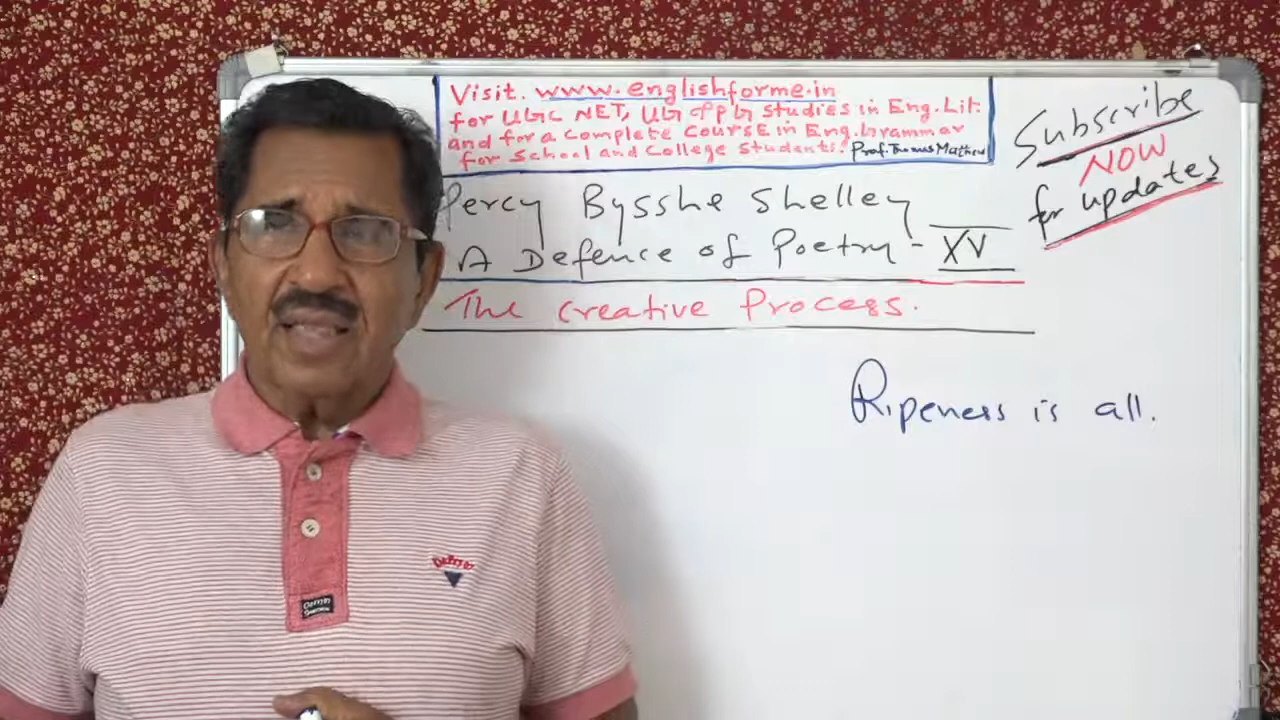 Visit. www.englishforme.in
for UGC NET, UG & PG Studies in Eng. Lit.
and for a Complete Course in Eng. Grammar
for School and College Students. Prof. Thomas Mathew
Subscribe
NOW
for updates
Percy Bysshe Shelley
A Defence of Poetry - XV
The Creative Process.
Ripeness is all.